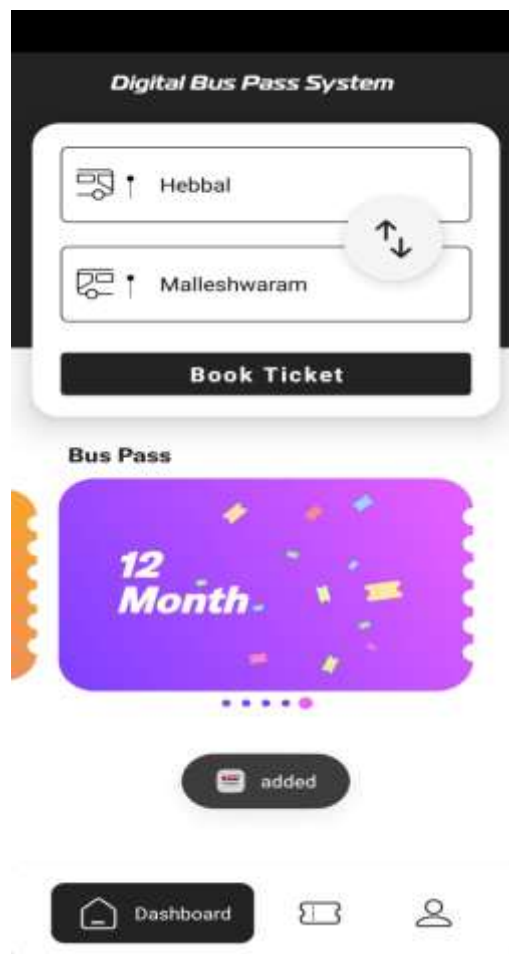 Digital Bus Pass System
Hebbal
Malleshwaram
Book Ticket
Bus Pass
12
Month
added
Dashboard